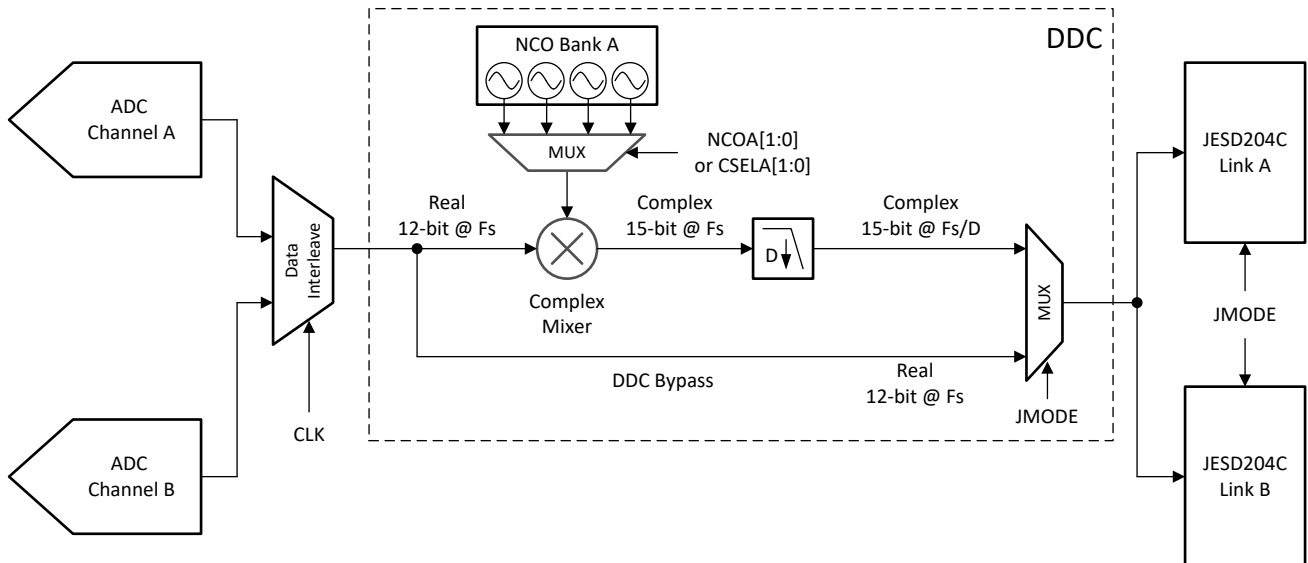 NCO Bank A
DDC
ADC
Channel A
MUX
NCOA[1:0]
or CSELA[1:0]
JESD204C
Link A
Data
Interleave
Real
12-bit @ Fs
Complex
15-bit @ Fs
D
Complex
15-bit @ Fs/D
Complex
Mixer
MUX
JMODE
DDC Bypass
Real
12-bit @ Fs
JMODE
CLK
ADC
Channel B
JESD204C
Link B